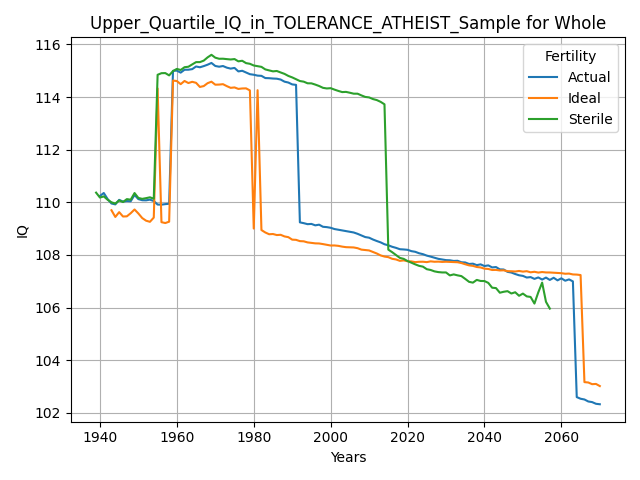 Upper_Quartile_IQ_in_TOLERANCE_ATHEIST_Sample for Whole
116
114
112
110
108
106
104
102
IQ
1940
1960
1980
2000
2020
2040
2060
Years
Fertility
Actual
Ideal
Sterile